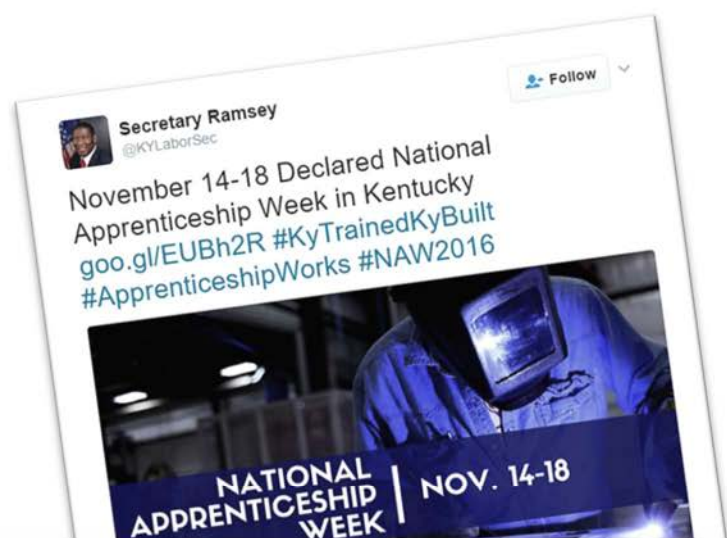 Secretary Ramsey
@KYLaborSec
Follow
November 14-18 Declared National
Apprenticeship Week in Kentucky
goo.gl/EUBh2R #KyTrainedKyBuilt
#ApprenticeshipWorks #NAW2016
NATIONAL
APPRENTICESHIP
WEEK
NOV. 14-18